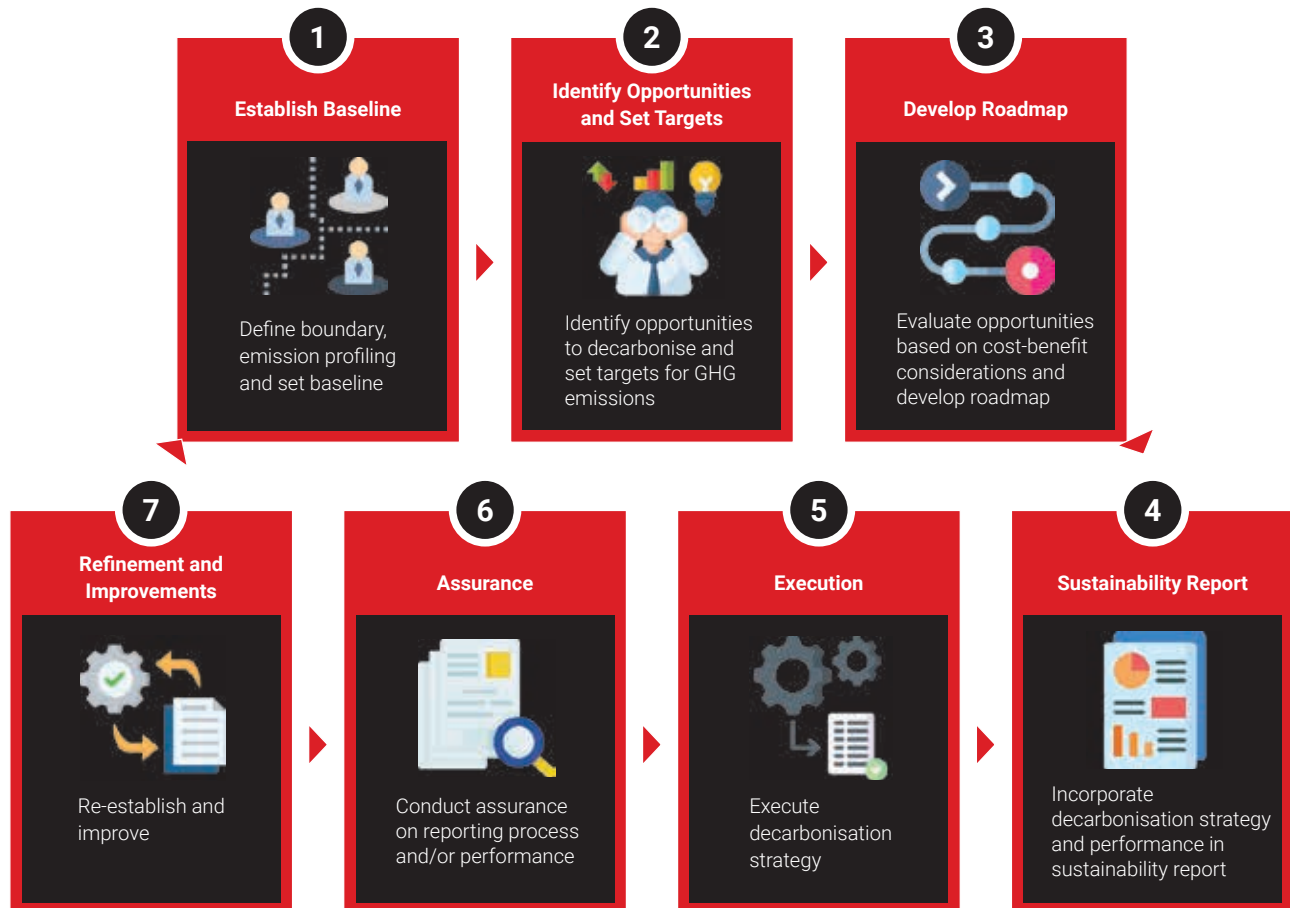 1
Establish Baseline
Define boundary,
emission profiling
and set baseline
2
Identify Opportunities
and Set Targets
Identify opportunities
to decarbonise and
set targets for GHG
emissions
3
Develop Roadmap
Evaluate opportunities
based on cost-benefit
considerations and
develop roadmap
7
Refinement and
Improvements
Re-establish and
improve
6
Assurance
Conduct assurance
on reporting process
and/or performance
5
Execution
Execute
decarbonisation
strategy
4
Sustainability Report
Incorporate
decarbonisation strategy
and performance in
sustainability report